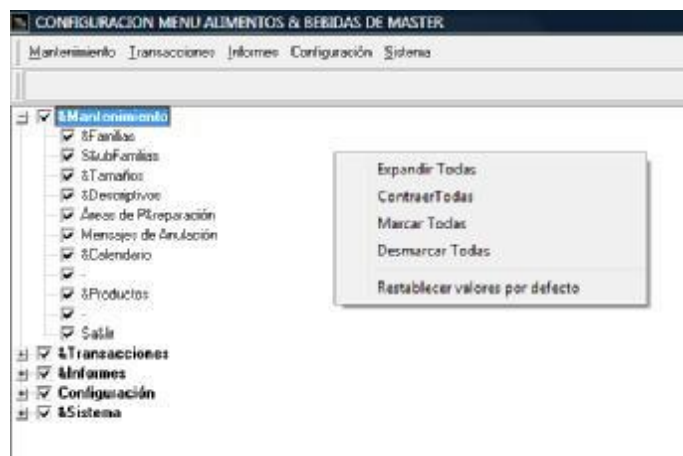 CONFIGURACION MENU ALIMENTOS & BEBIDAS DE MASTER
Mantenimiento Transacciones Informes Configuración Sistema
&Mantenimiento
&Familias
S&ubFamilias
&Tamaños
&Descriptivos
Áreas de P&reparación
Mensajes de Anulación
&Calendario
-
&Productos
-
Sa&lir
&Transacciones
&Informes
Configuración
&Sistema
Expandir Todas
ContraerTodas
Marcar Todas
Desmarcar Todas
Restablecer valores por defecto